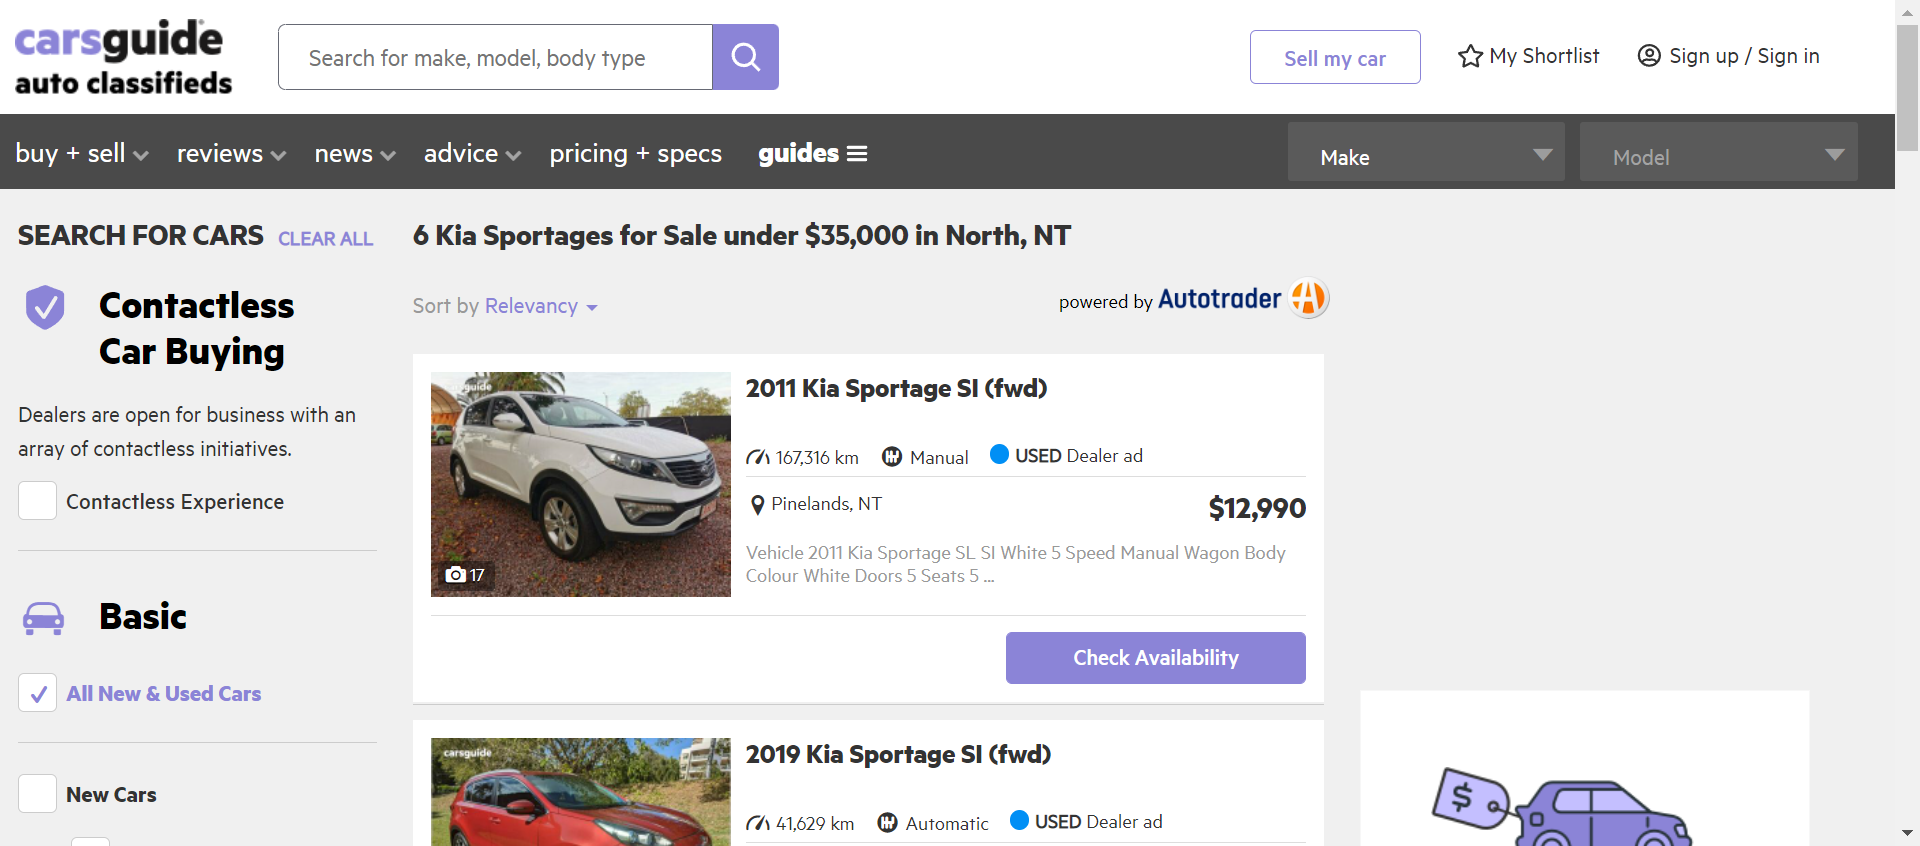 carsguide
auto classifieds
Search for make, model, body type
Sell my car
My Shortlist
Sign up / Sign in
buy + sell
reviews
news
advice
pricing + specs
guides
Make
Model
SEARCH FOR CARS
CLEAR ALL
Contactless
Car Buying
Dealers are open for business with an
array of contactless initiatives.
Contactless Experience
Basic
All New & Used Cars
New Cars
6 Kia Sportages for Sale under $35,000 in North, NT
Sort by Relevancy
powered by Autotrader
17
2011 Kia Sportage SI (fwd)
167,316 km
Manual
USED Dealer ad
Pinelands, NT
$12,990
Vehicle 2011 Kia Sportage SL SI White 5 Speed Manual Wagon Body
Colour White Doors 5 Seats 5 ...
Check Availability
carsguide
2019 Kia Sportage SI (fwd)
41,629 km
Automatic
USED Dealer ad
$